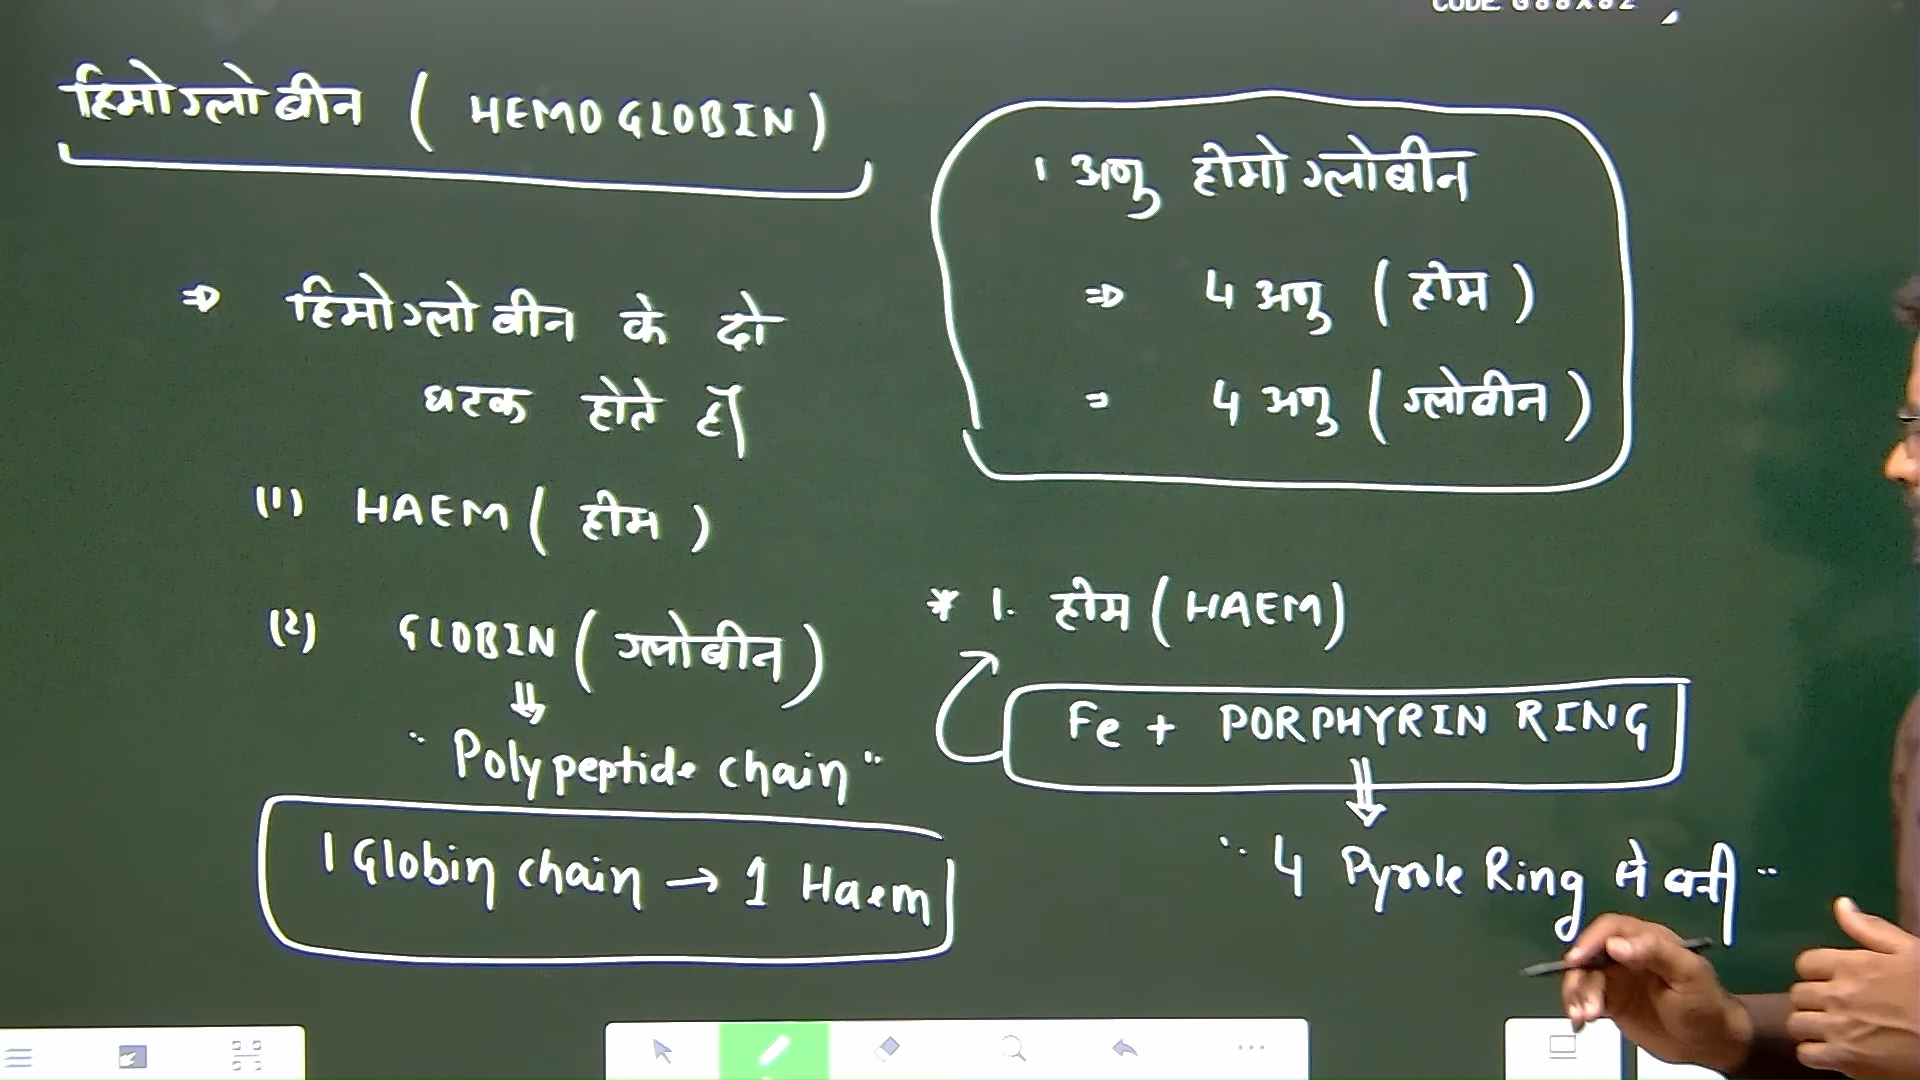 हिमोग्लोबीन ( HEMOGLOBIN )
⇒ हिमोग्लोबीन के दो
घटक होते हैं
(1) HAEM ( हीम )
(2) GLOBIN ( ग्लोबीन )
⇓
" Polypeptide chain "
1 Globin chain → 1 Haem
1 अणु हीमोग्लोबीन
⇒ 4 अणु ( हीम )
= 4 अणु ( ग्लोबीन )
* 1. हीम ( HAEM )
Fe + PORPHYRIN RING
⇓
" 4 Pyrole Ring से बनी "